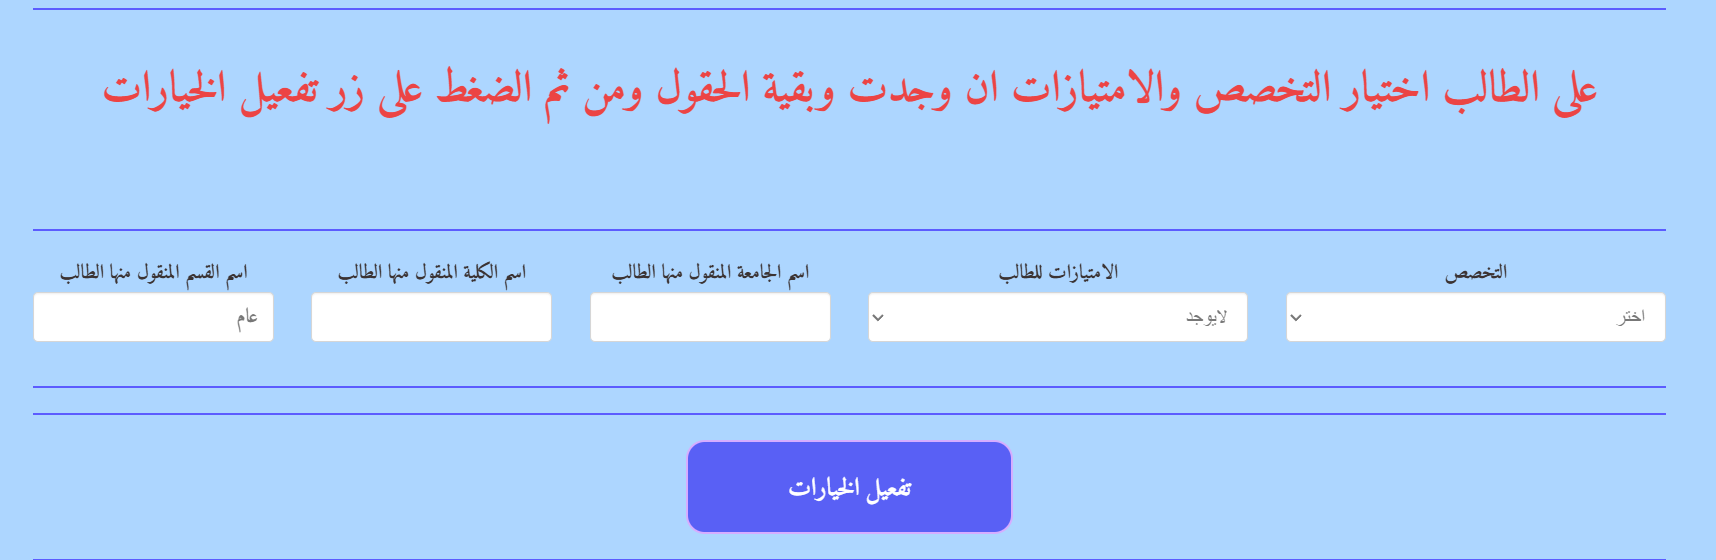 على الطالب اختيار التخصص والامتيازات ان وجدت وبقية الحقول ومن ثم الضغط على زر تفعيل الخيارات
التخصص
اختر
الامتيازات للطالب
لايوجد
اسم الجامعة المنقول منها الطالب
اسم الكلية المنقول منها الطالب
اسم القسم المنقول منها الطالب
عام
تفعيل الخيارات